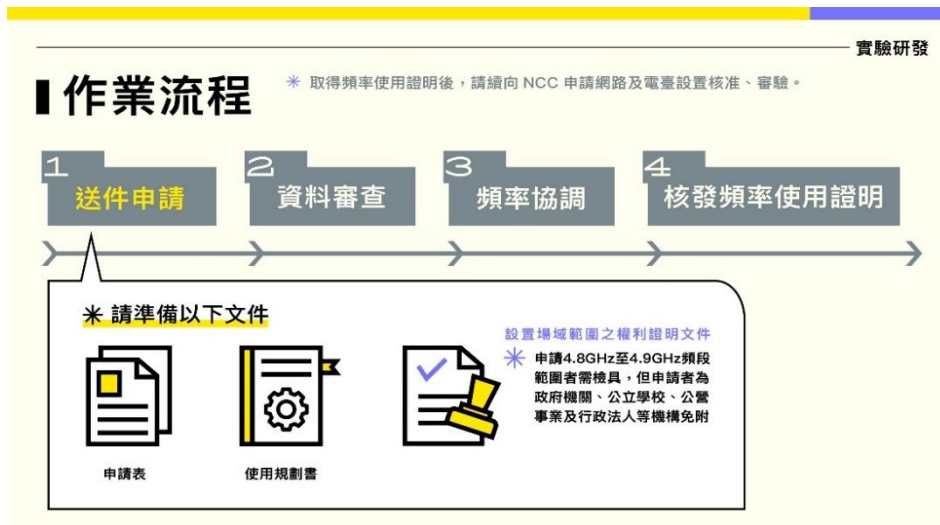 實驗研發
作業流程
✳ 取得頻率使用證明後，請續向 NCC 申請網路及電臺設置核准、審驗。
1
送件申請
2
資料審查
3
頻率協調
4
核發頻率使用證明
✳ 請準備以下文件
申請表
使用規劃書
設置場域範圍之權利證明文件
✳ 申請4.8GHz至4.9GHz頻段
範圍者需檢具，但申請者為
政府機關、公立學校、公營
事業及行政法人等機構免附